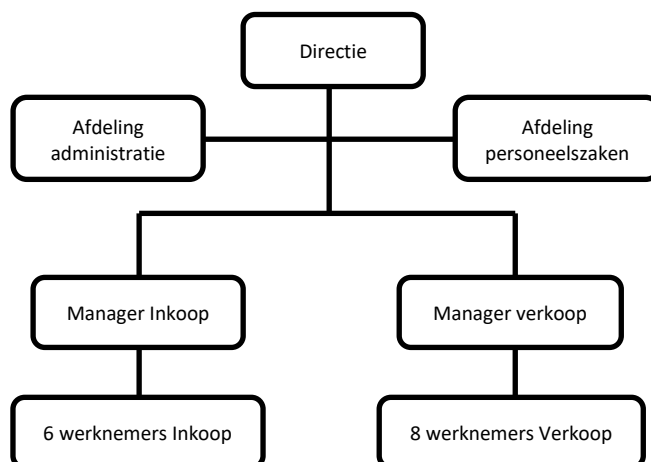 Directie
Afdeling
administratie
Afdeling
personeelszaken
Manager Inkoop
Manager verkoop
6 werknemers Inkoop
8 werknemers Verkoop